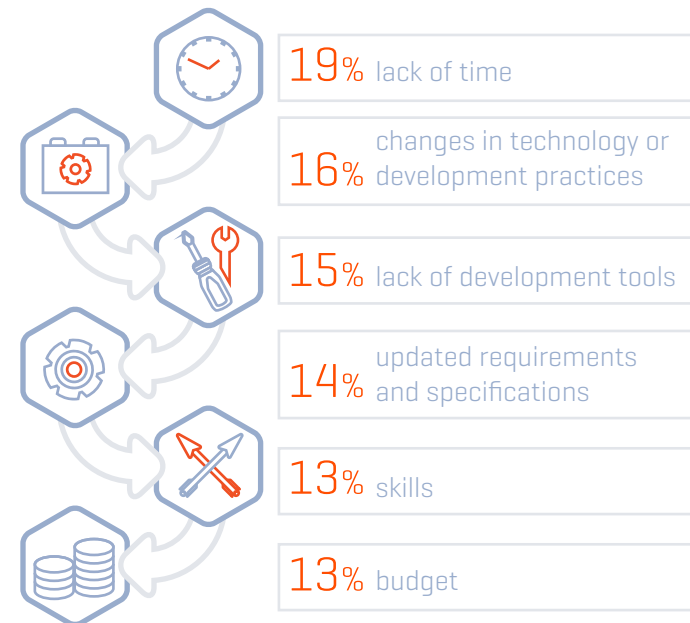 19% lack of time
changes in technology or
16% development practices
15% lack of development tools
updated requirements
14% and specifications
13% skills
13% budget